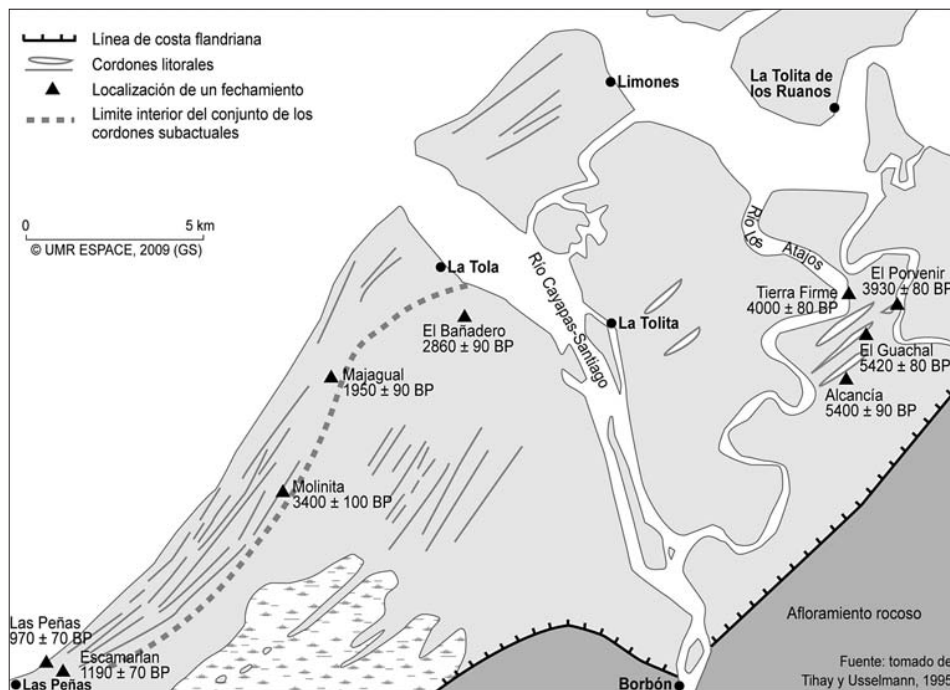 Línea de costa flandriana
Cordones litorales
Localización de un fechamiento
Limite interior del conjunto de los
cordones subactuales
0 5 km
© UMR ESPACE, 2009 (GS)
Limones
La Tolita de
los Ruanos
Río Los Atajos
El Porvenir
3930 ± 80 BP
Tierra Firme
4000 ± 80 BP
El Guachal
5420 ± 80 BP
Alcancía
5400 ± 90 BP
La Tola
Río Cayapas-Santiago
La Tolita
El Bañadero
2860 ± 90 BP
Majagual
1950 ± 90 BP
Molinita
3400 ± 100 BP
Las Peñas
970 ± 70 BP
Escamarian
1190 ± 70 BP
Las Peñas
Borbón
Afloramiento rocoso
Fuente: tomado de
Tihay y Usselmann, 1995